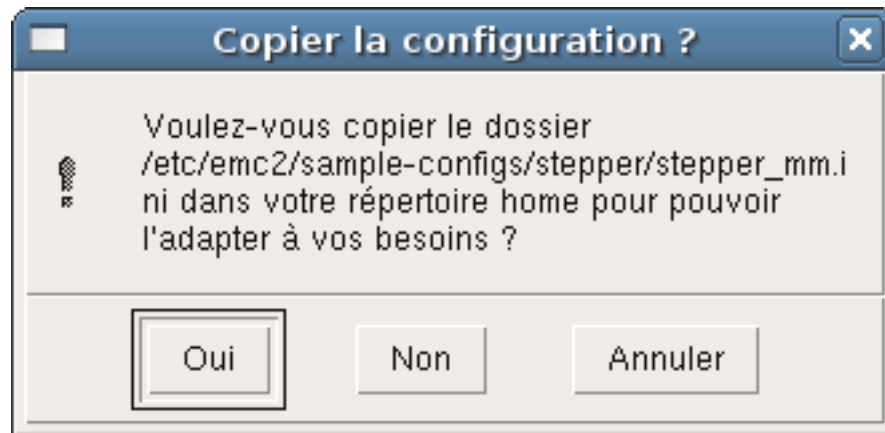 Copier la configuration ?
Voulez-vous copier le dossier
/etc/emc2/sample-configs/stepper/stepper_mm.i
ni dans votre répertoire home pour pouvoir
l'adapter à vos besoins ?
Oui Non Annuler